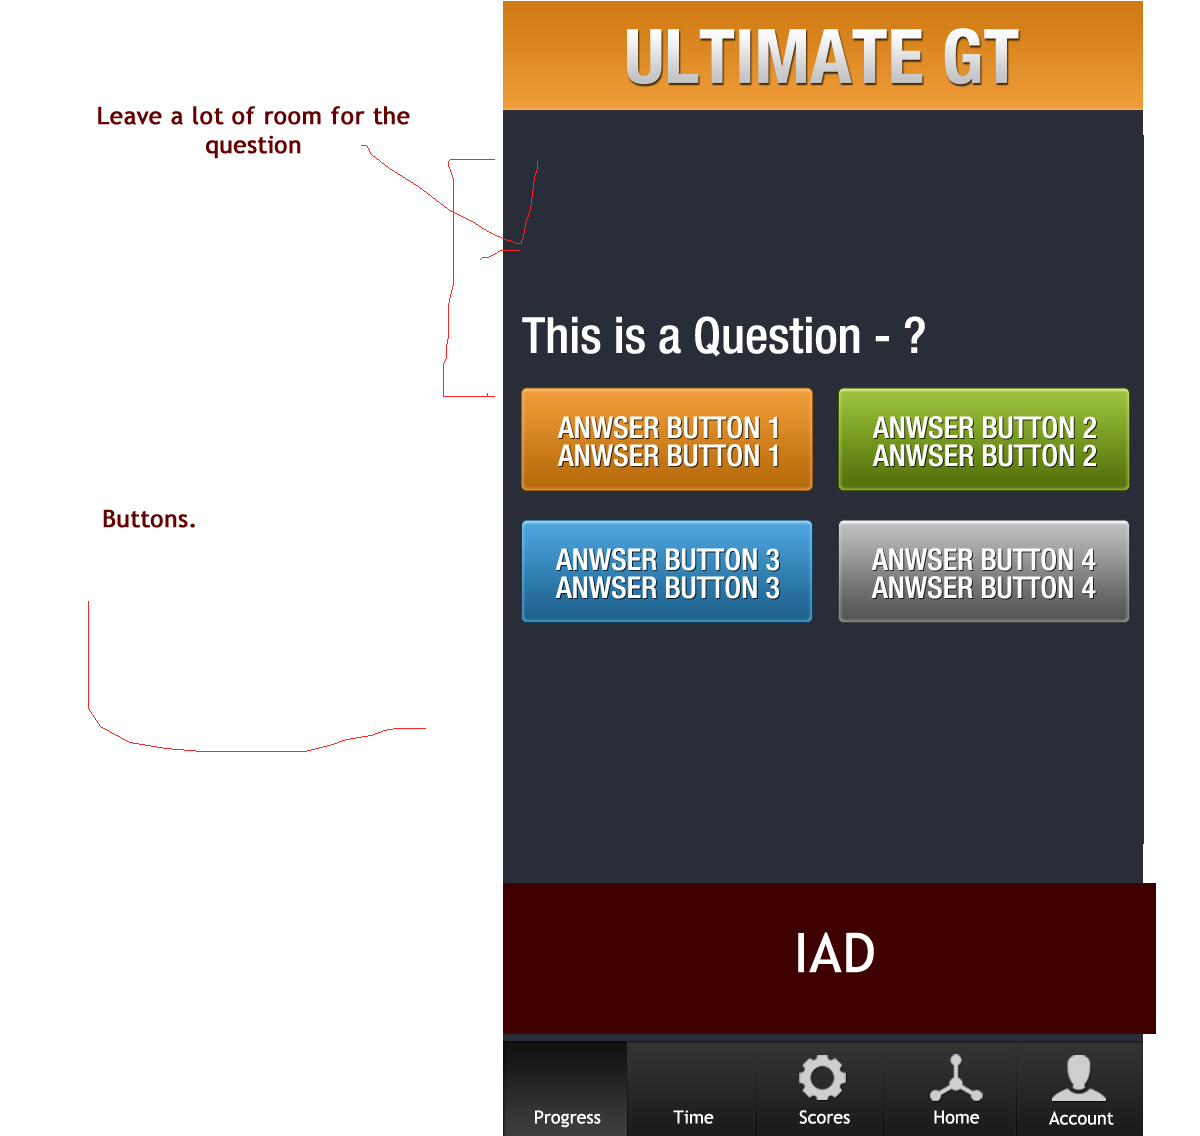 ULTIMATE GT
Leave a lot of room for the
question
This is a Question - ?
ANWSER BUTTON 1
ANWSER BUTTON 1
ANWSER BUTTON 2
ANWSER BUTTON 2
Buttons.
ANWSER BUTTON 3
ANWSER BUTTON 3
ANWSER BUTTON 4
ANWSER BUTTON 4
IAD
Progress
Time
Scores
Home
Account